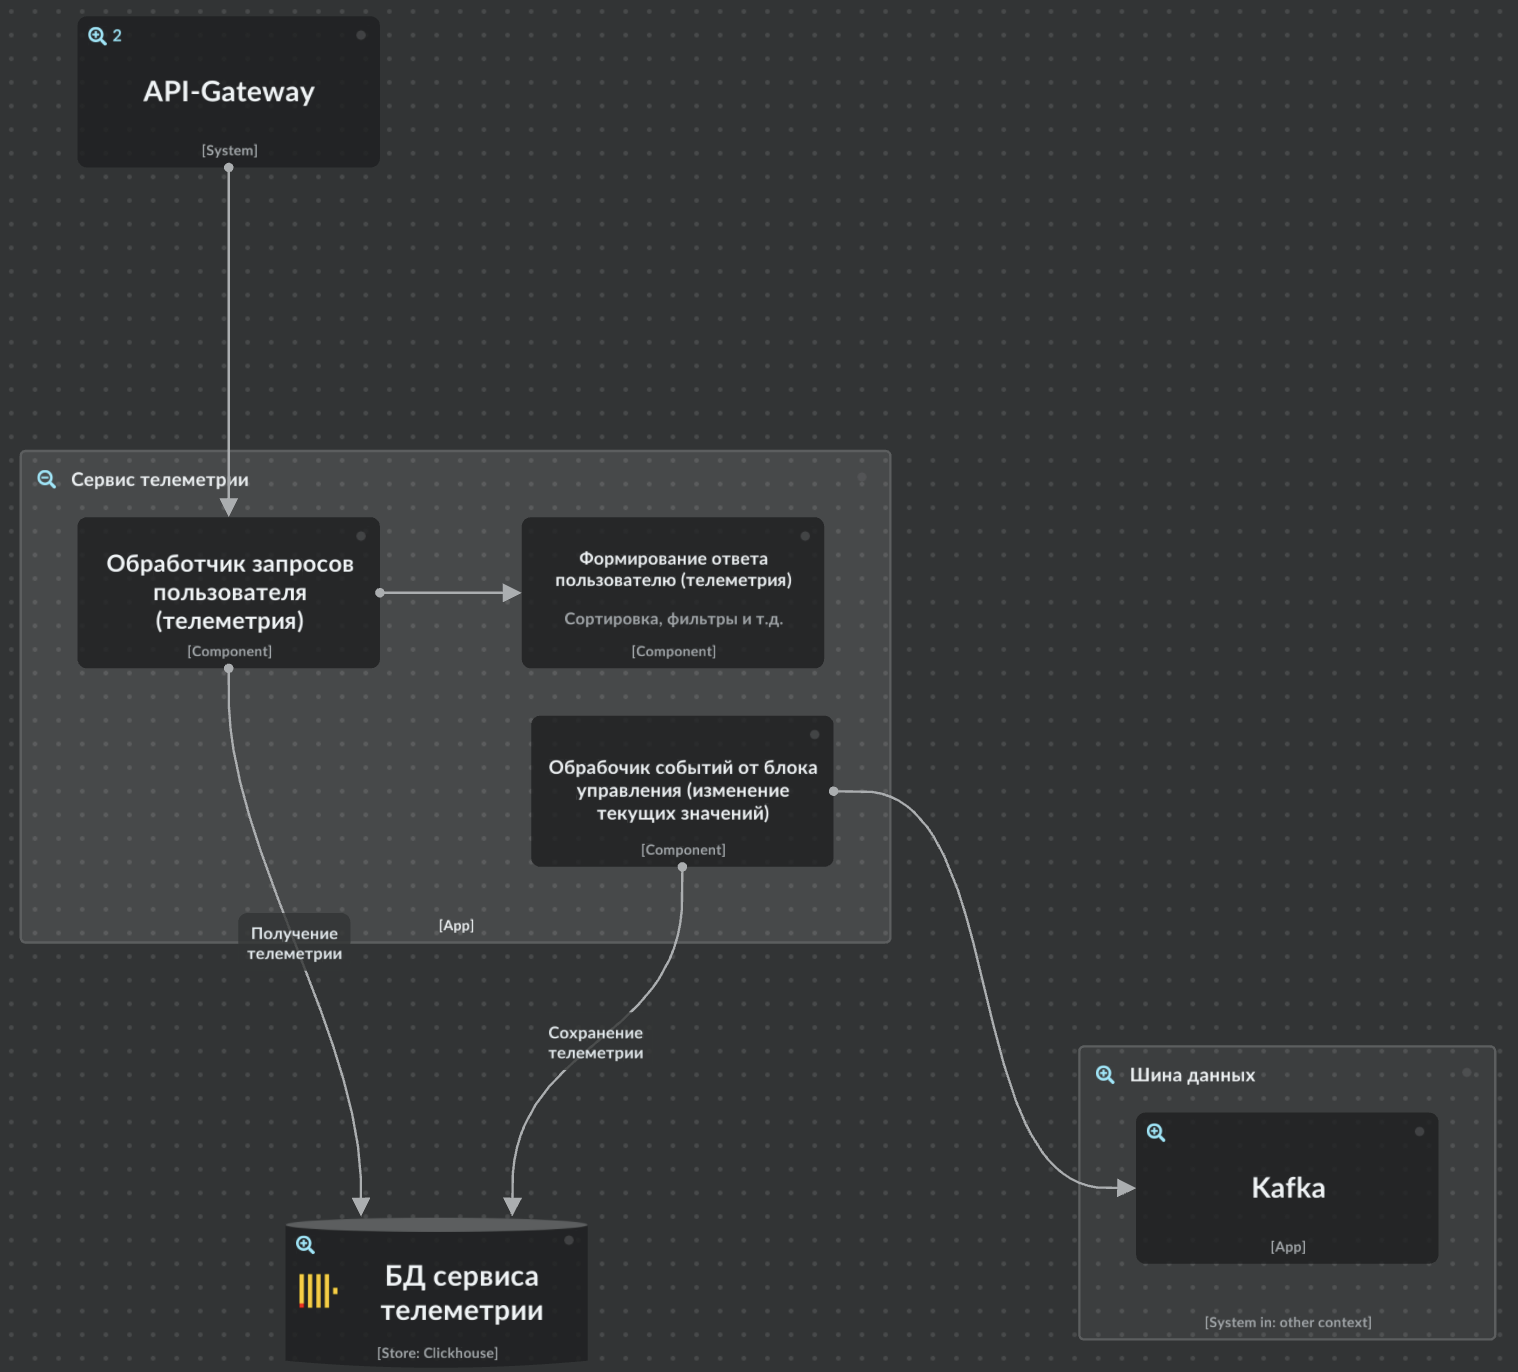 2
API-Gateway
[System]
Сервис телеметрии
Обработчик запросов
пользователя
(телеметрия)
[Component]
Формирование ответа
пользователю (телеметрия)
Сортировка, фильтры и т.д.
[Component]
Обрабочик событий от блока
управления (изменение
текущих значений)
[Component]
[App]
Получение
телеметрии
Сохранение
телеметрии
Шина данных
Kafka
[App]
[System in: other context]
БД сервиса
телеметрии
[Store: Clickhouse]